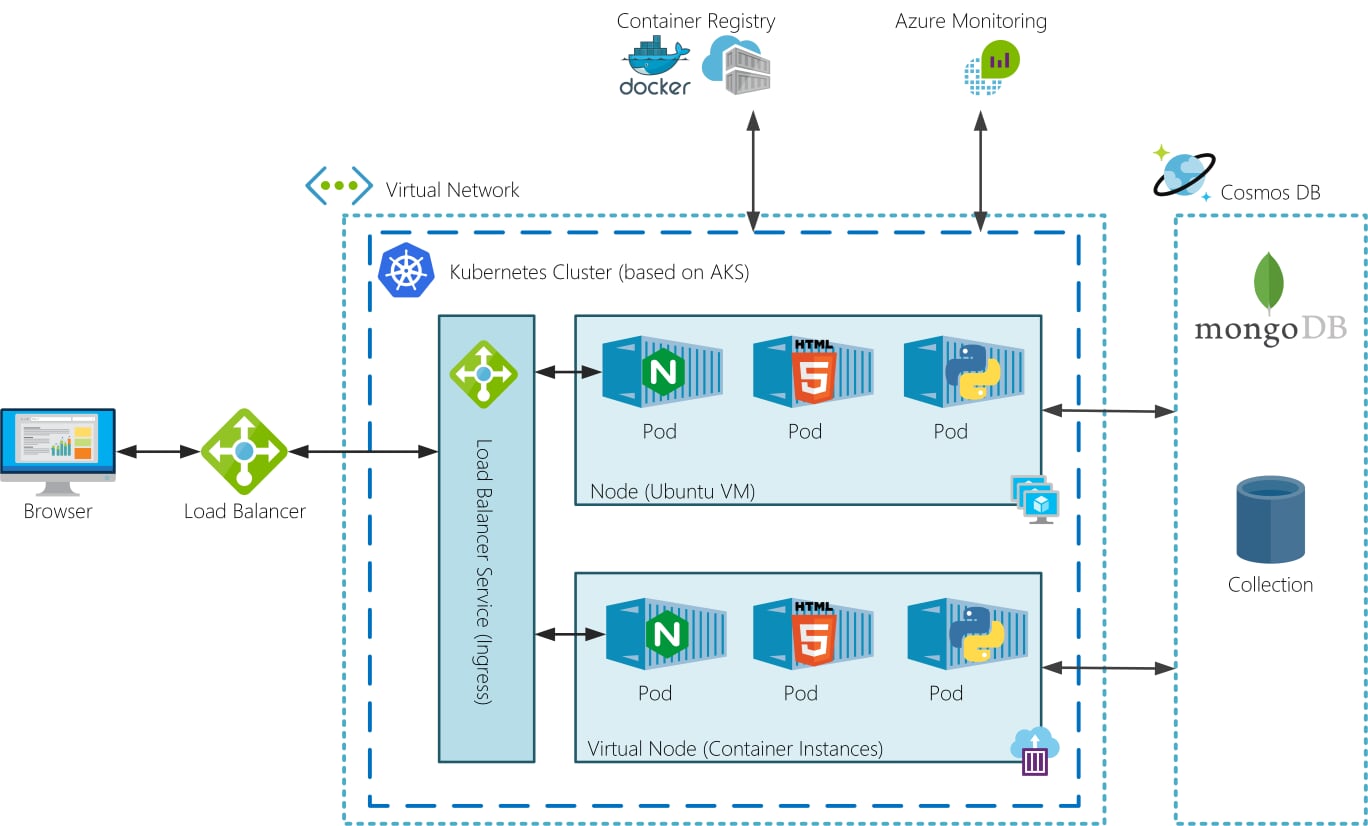 Container Registry
Azure Monitoring
docker
Virtual Network
Cosmos DB
Kubernetes Cluster (based on AKS)
mongoDB
N
HTML
5
Pod
Pod
Pod
Load Balancer Service (Ingress)
Node (Ubuntu VM)
Browser
Load Balancer
Collection
N
HTML
5
Pod
Pod
Pod
Virtual Node (Container Instances)